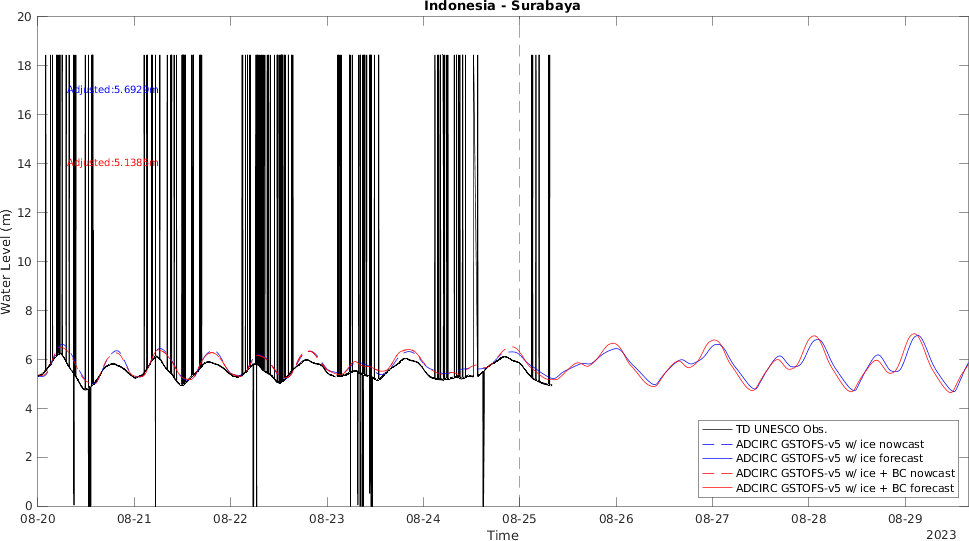 Indonesia - Surabaya
20
18
16
14
12
10
8
6
4
2
0
Water Level (m)
Adjusted:5.6929m
Adjusted:5.138 m
TD UNESCO Obs.
ADCIRC GSTOFS-v5 w/ ice nowcast
ADCIRC GSTOFS-v5 w/ ice forecast
ADCIRC GSTOFS-v5 w/ ice + BC nowcast
ADCIRC GSTOFS-v5 w/ ice + BC forecast
08-20 08-21 08-22 08-23 08-24 08-25 08-26 08-27 08-28 08-29
Time
2023